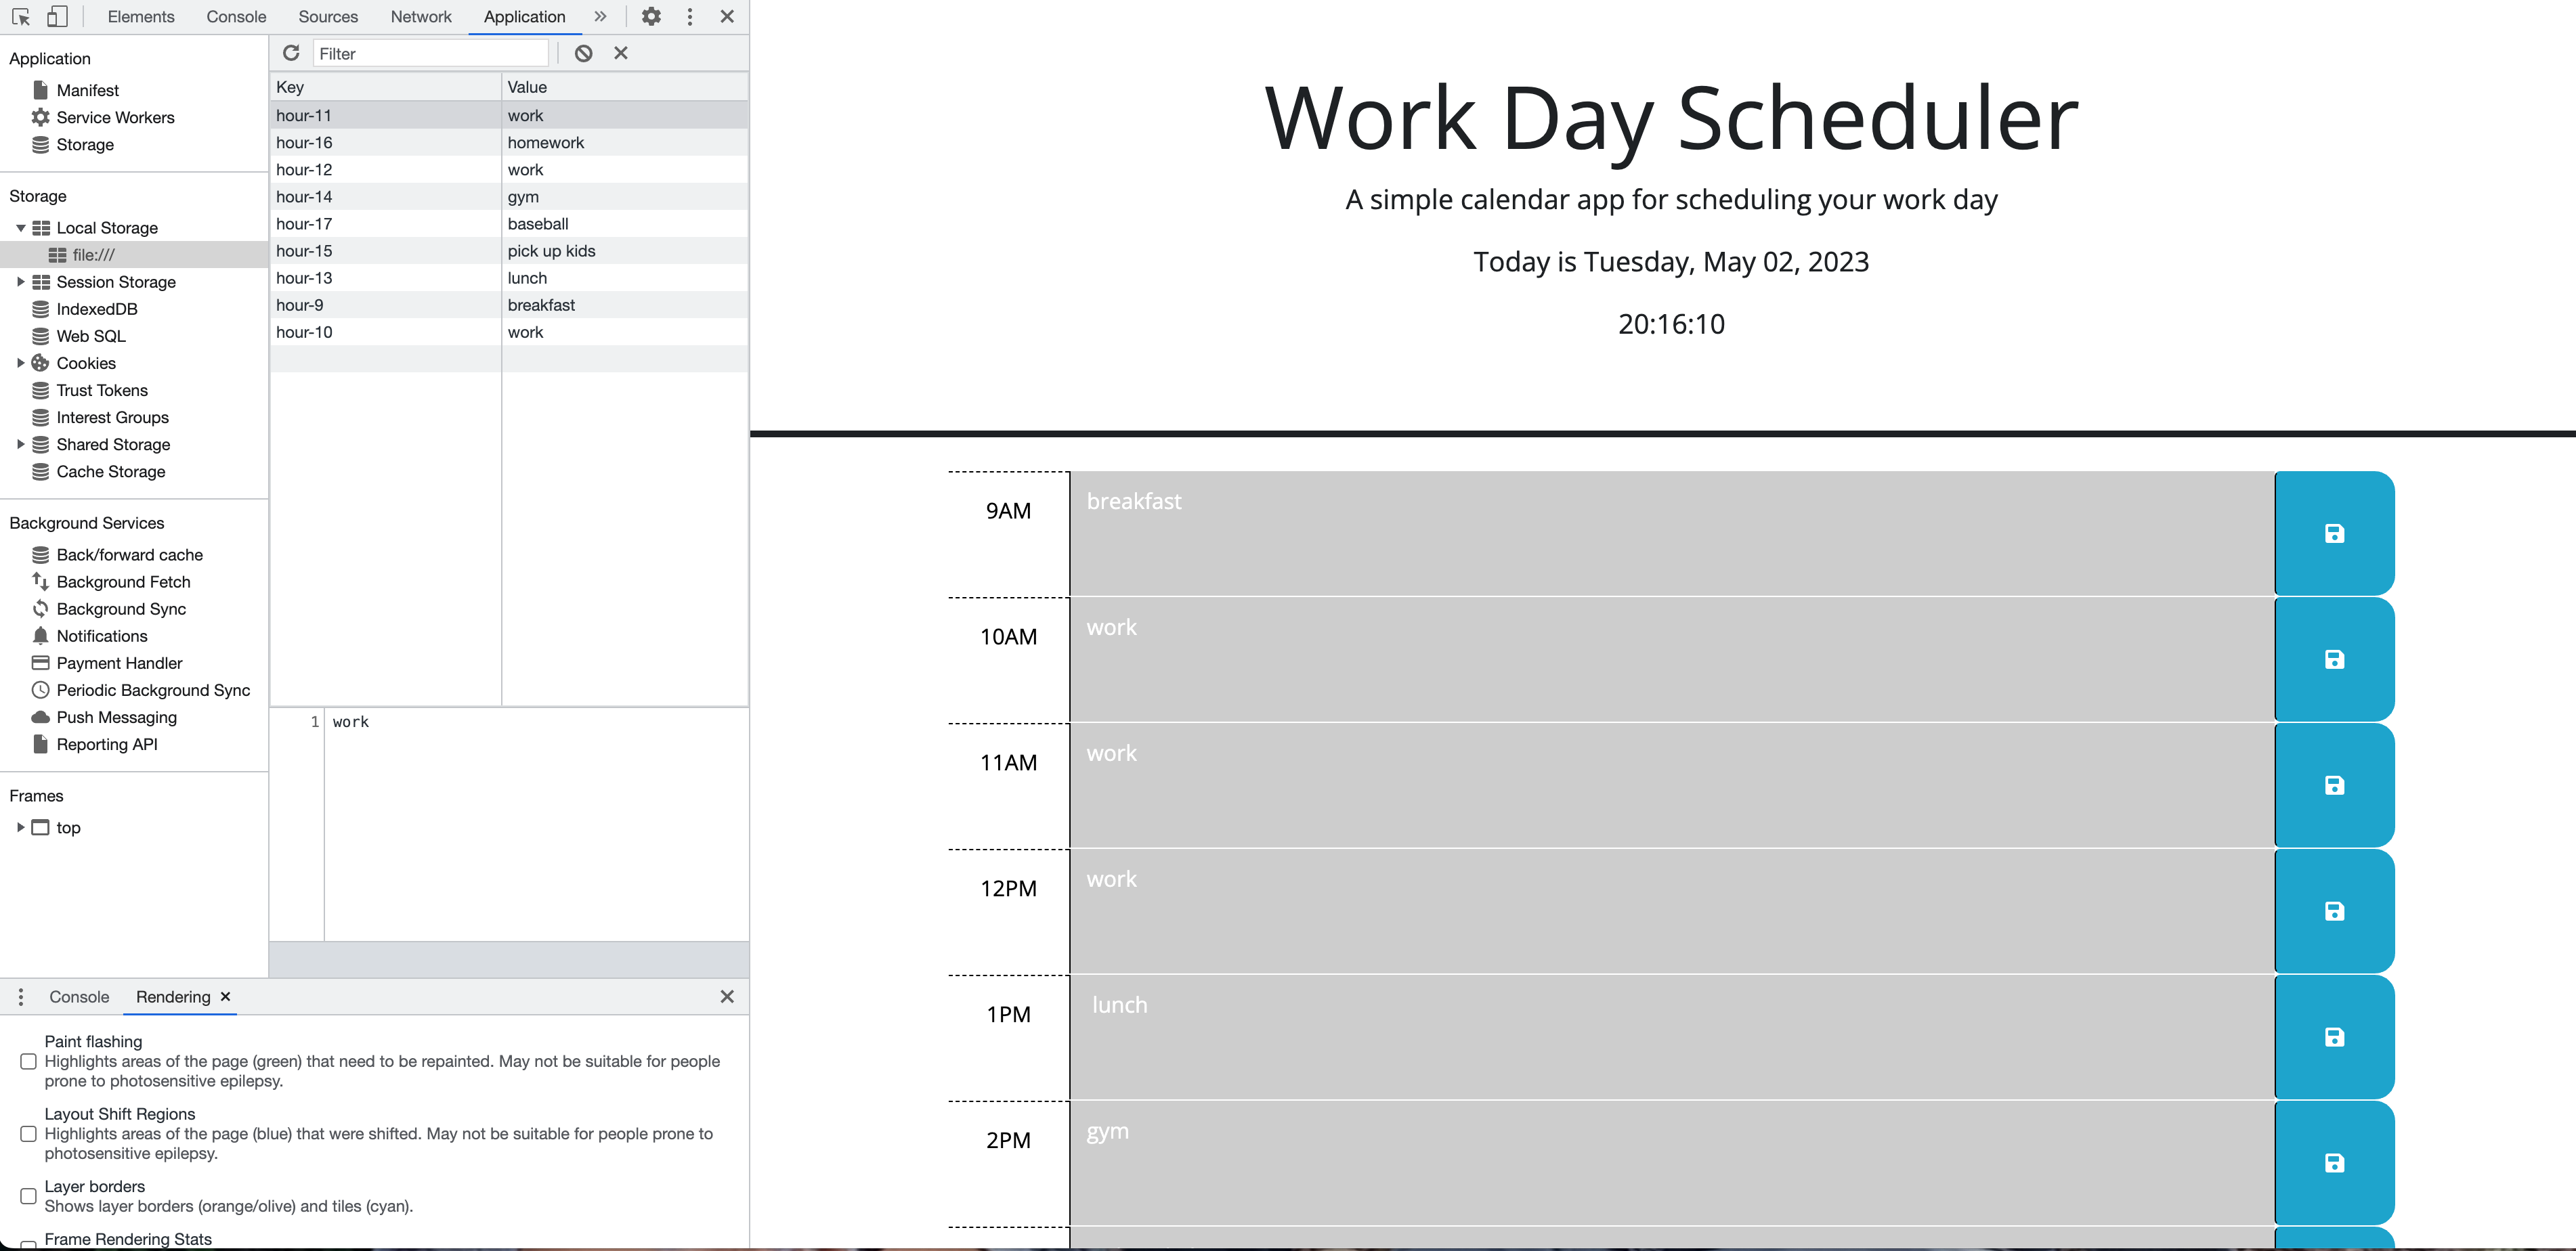 Elements Console Sources Network Application
Application
Manifest
Service Workers
Storage
Storage
Local Storage
file:///
Session Storage
IndexedDB
Web SQL
Cookies
Trust Tokens
Interest Groups
Shared Storage
Cache Storage
Background Services
Back/forward cache
Background Fetch
Background Sync
Notifications
Payment Handler
Periodic Background Sync
Push Messaging
Reporting API
Frames
top
Filter
Key Value
hour-11 work
hour-16 homework
hour-12 work
hour-14 gym
hour-17 baseball
hour-15 pick up kids
hour-13 lunch
hour-9 breakfast
hour-10 work
1 work
Console Rendering
Paint flashing
Highlights areas of the page (green) that need to be repainted. May not be suitable for people
prone to photosensitive epilepsy.
Layout Shift Regions
Highlights areas of the page (blue) that were shifted. May not be suitable for people prone to
photosensitive epilepsy.
Layer borders
Shows layer borders (orange/olive) and tiles (cyan).
Frame Rendering Stats
Work Day Scheduler
A simple calendar app for scheduling your work day
Today is Tuesday, May 02, 2023
20:16:10
9AM breakfast
10AM work
11AM work
12PM work
1PM lunch
2PM gym